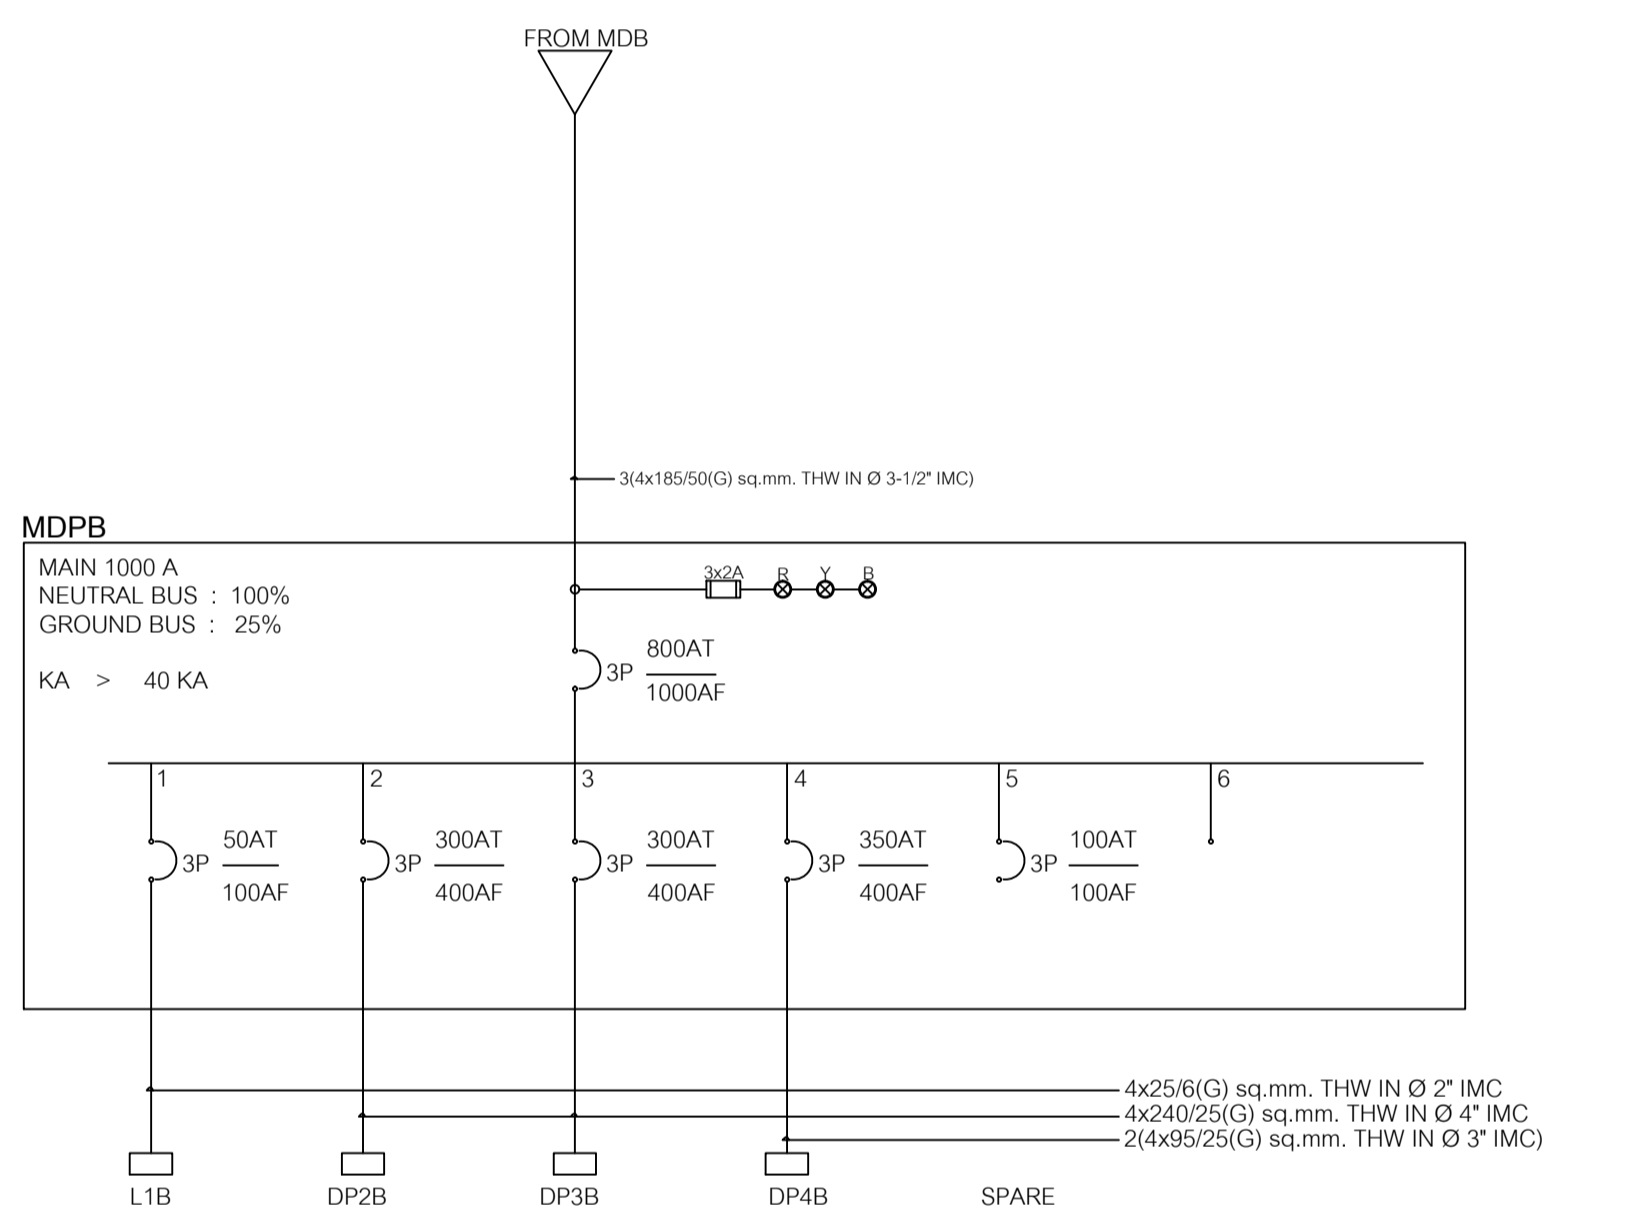 FROM MDB
3(4x185/50(G) sq.mm. THW IN Ø 3-1/2" IMC)
MDPB
MAIN 1000 A
NEUTRAL BUS : 100%
GROUND BUS : 25%
KA > 40 KA
3x2A R Y B
800AT
3P
1000AF
1 2 3 4 5 6
50AT 300AT 300AT 350AT 100AT
3P 3P 3P 3P 3P
100AF 400AF 400AF 400AF 100AF
4x25/6(G) sq.mm. THW IN Ø 2" IMC
4x240/25(G) sq.mm. THW IN Ø 4" IMC
2(4x95/25(G) sq.mm. THW IN Ø 3" IMC)
L1B DP2B DP3B DP4B SPARE